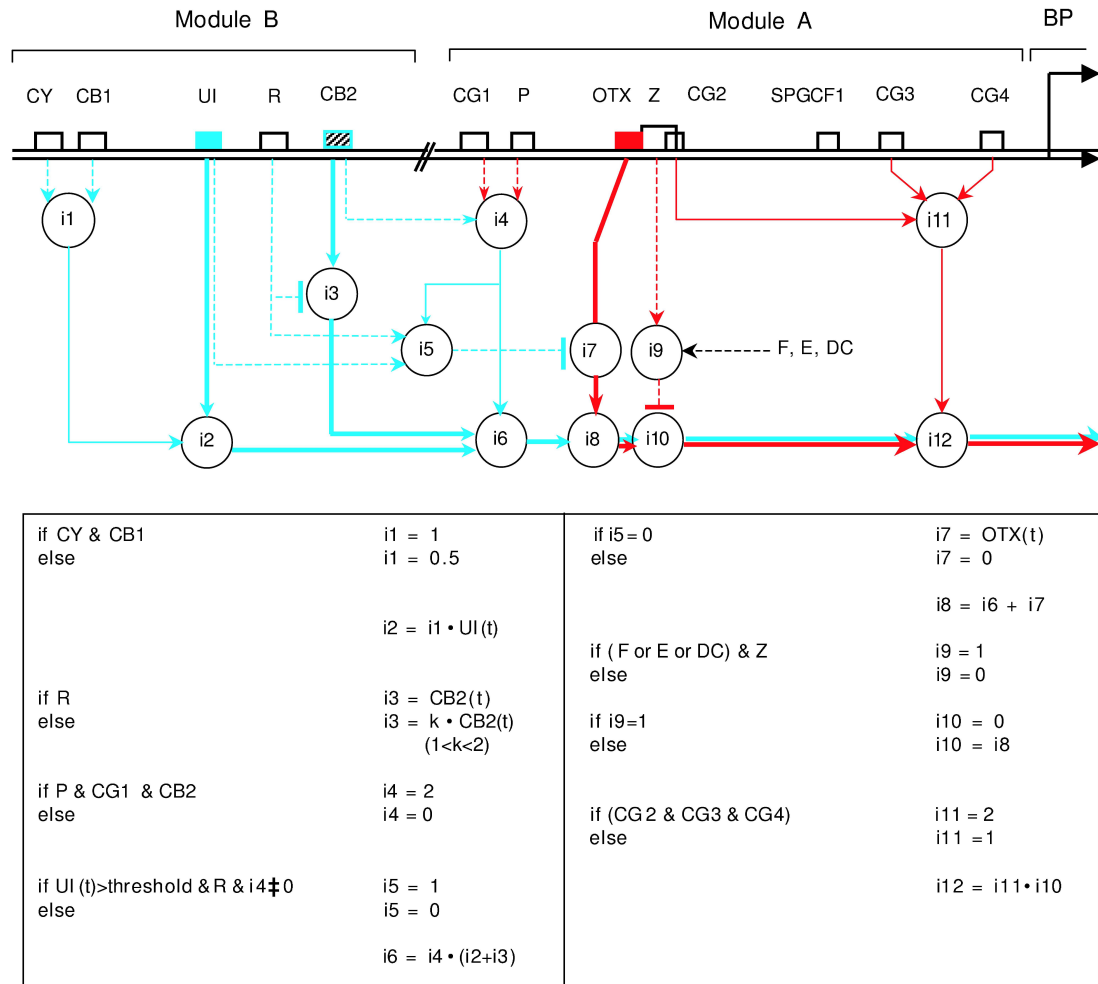 Module B Module A BP
CY CB1 UI R CB2 CG1 P OTX Z CG2 SPGCF1 CG3 CG4
i1 i4 i11
i3
i5 i7 i9 F, E, DC
i2 i6 i8 i10 i12
if CY & CB1 i1 = 1
else i1 = 0.5
i2 = i1 • UI(t)
if R i3 = CB2(t)
else i3 = k • CB2(t)
(1<k<2)
if P & CG1 & CB2 i4 = 2
else i4 = 0
if UI(t)>threshold & R & i4‡0 i5 = 1
else i5 = 0
i6 = i4 • (i2+i3)
if i5=0 i7 = OTX(t)
else i7 = 0
i8 = i6 + i7
if (F or E or DC) & Z i9 = 1
else i9 = 0
if i9=1 i10 = 0
else i10 = i8
if (CG2 & CG3 & CG4) i11 = 2
else i11 = 1
i12 = i11 • i10